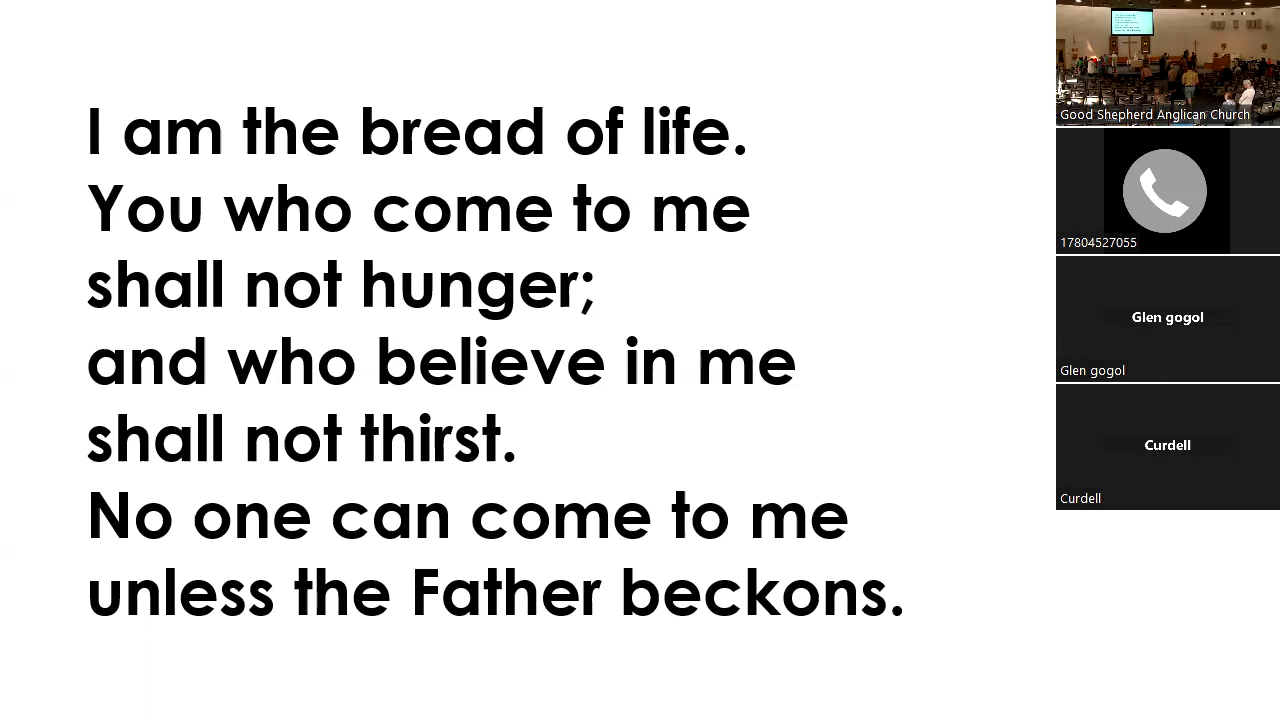 I am the bread of life.
You who come to me
shall not hunger;
and who believe in me
shall not thirst.
No one can come to me
unless the Father beckons.
Good Shepherd Anglican Church
17804527055
Glen gogol
Glen gogol
Curdell
Curdell